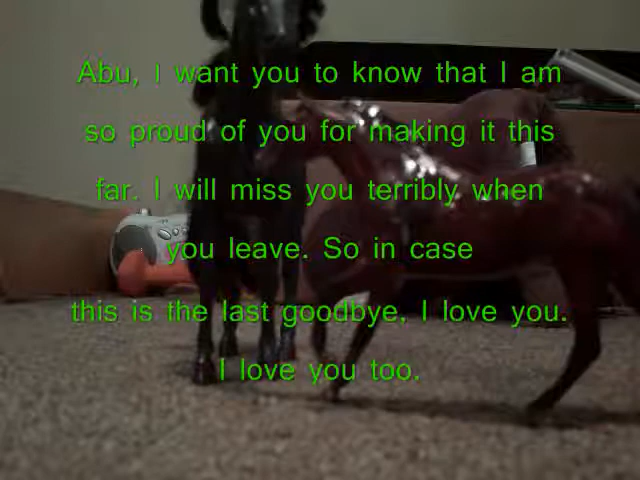 Abu, I want you to know that I am
so proud of you for making it this
far. I will miss you terribly when
you leave. So in case
this is the last goodbye, I love you.
I love you too.